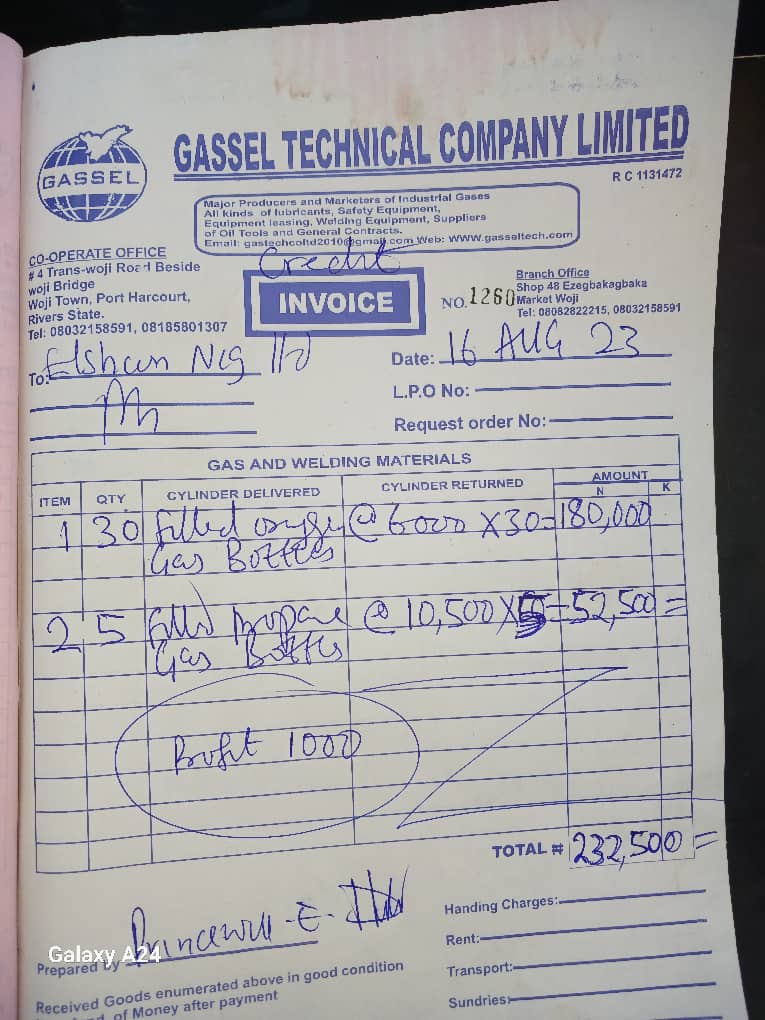 GASSEL
GASSEL TECHNICAL COMPANY LIMITED
R C 1131472
Major Producers and Marketers of Industrial Gases
All kinds of lubricants, Safety Equipment,
Equipment leasing, Welding Equipment, Suppliers
of Oil Tools and General Contracts.
Email: gastechcoltd2010@gmail.com Web: WWW.gasseltech.com
CO-OPERATE OFFICE
# 4 Trans-woji Road Beside
woji Bridge
Woji Town, Port Harcourt,
Rivers State.
Tel: 08032158591, 08185801307
Credit
INVOICE
NO. 1260
Branch Office
Shop 48 Ezegbakagbaka
Market Woji
Tel: 08082822215, 08032158591
To: Elshcon Nig ltd
Date: 16 AUG 23
L.P.O No:
Request order No:
GAS AND WELDING MATERIALS
ITEM QTY CYLINDER DELIVERED CYLINDER RETURNED AMOUNT
N K
1 30 filled oxygen @ 6000 X30=180,000
Gas Bottles
2 5 filled propane @ 10,500 X5=52,500=
Gas Bottles
Profit 1000
TOTAL # 232,500=
Princewill - E.
Prepared by
Galaxy A24
Handing Charges:
Rent:
Transport:
Sundries:
Received Goods enumerated above in good condition
of Money after payment